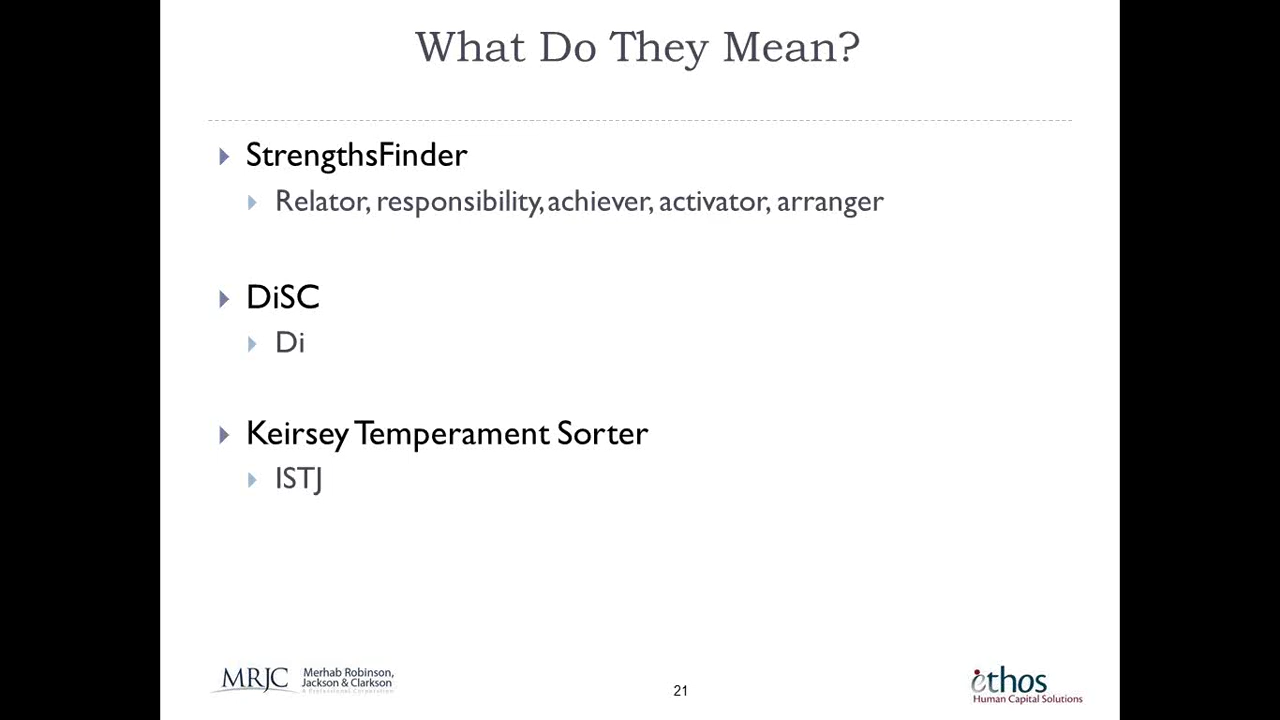 What Do They Mean?
StrengthsFinder
Relator, responsibility, achiever, activator, arranger
DiSC
Di
Keirsey Temperament Sorter
ISTJ
MRJC Merhab Robinson,
Jackson & Clarkson
A Professional Corporation
21
ethos
Human Capital Solutions